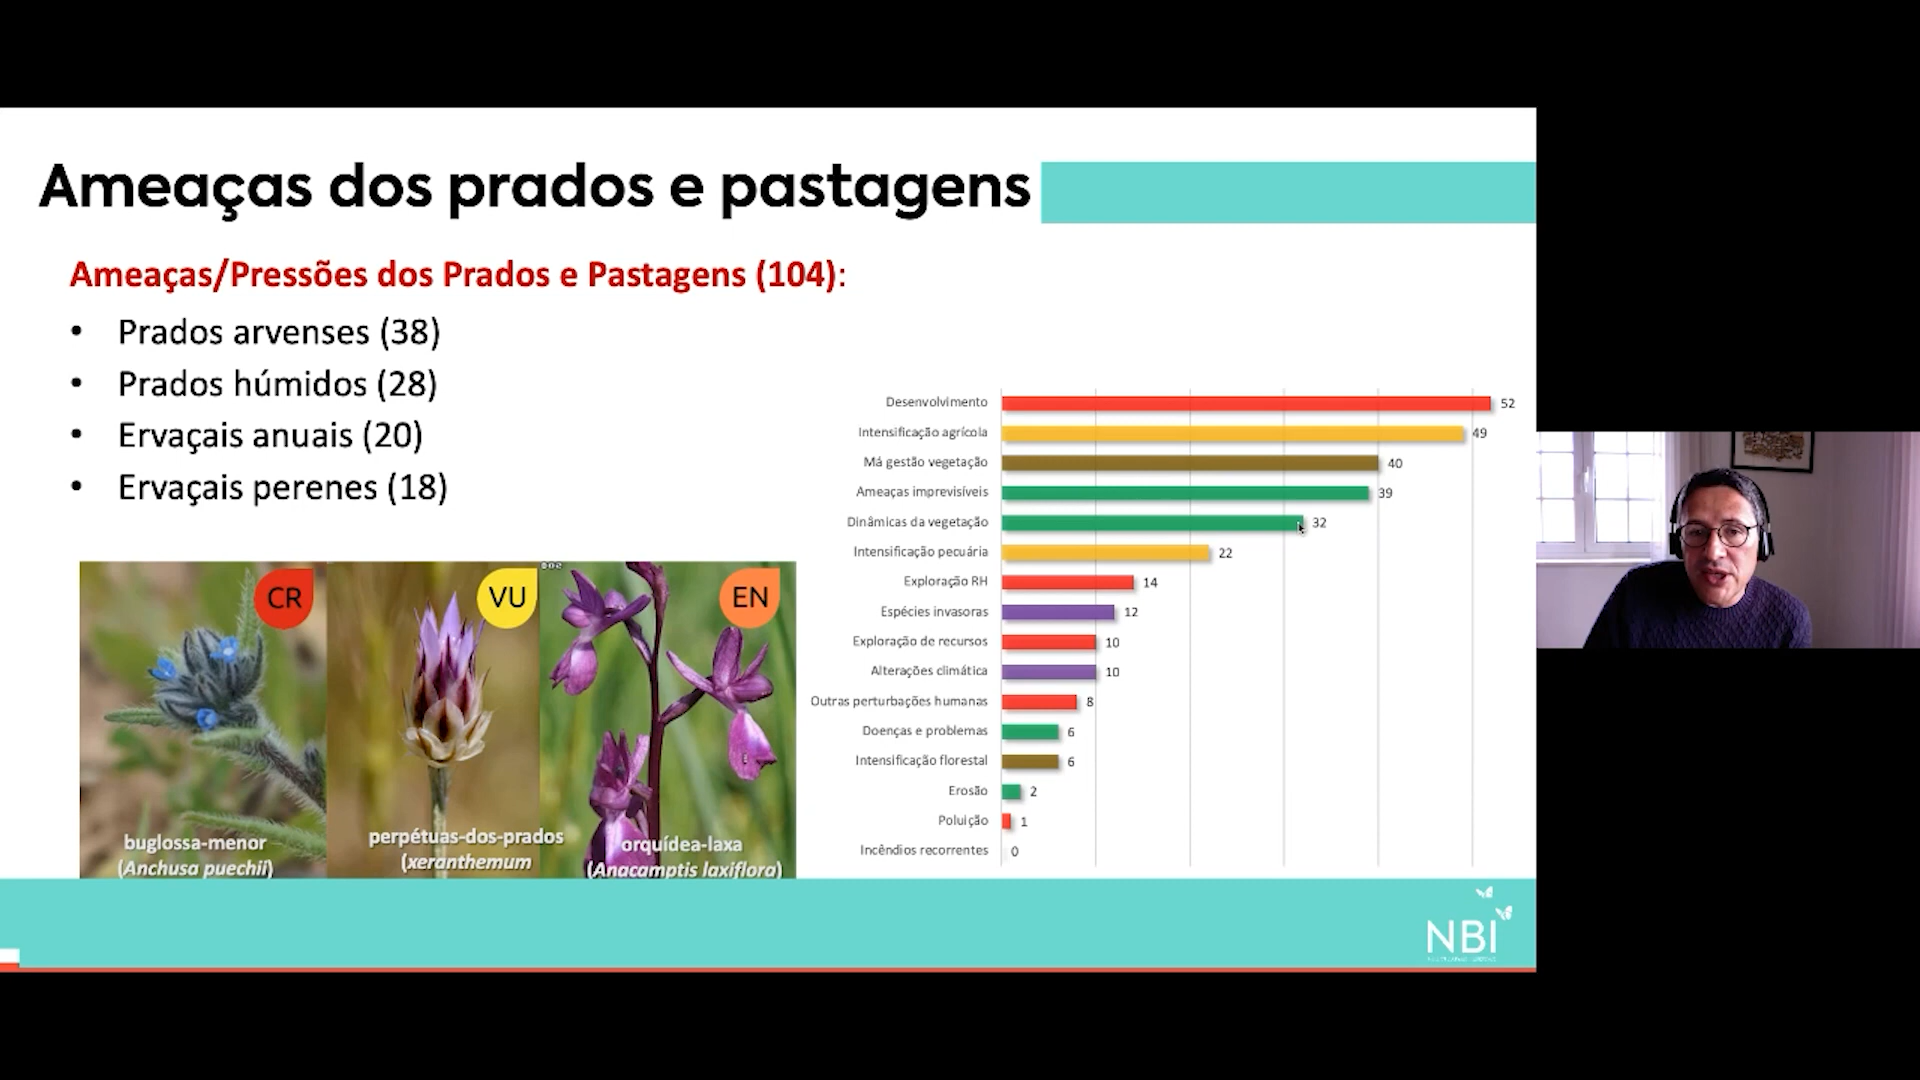 Ameaças dos prados e pastagens
Ameaças/Pressões dos Prados e Pastagens (104):
• Prados arvenses (38)
• Prados húmidos (28)
• Ervaçais anuais (20)
• Ervaçais perenes (18)
CR
buglossa-menor
(Anchusa puechii)
VU
perpétuas-dos-prados
(xeranthemum
EN
orquídea-laxa
(Anacamptis laxiflora)
Desenvolvimento 52
Intensificação agrícola 49
Má gestão vegetação 40
Ameaças imprevisíveis 39
Dinâmicas da vegetação 32
Intensificação pecuária 22
Exploração RH 14
Espécies invasoras 12
Exploração de recursos 10
Alterações climática 10
Outras perturbações humanas 8
Doenças e problemas 6
Intensificação florestal 6
Erosão 2
Poluição 1
Incêndios recorrentes 0
NBI